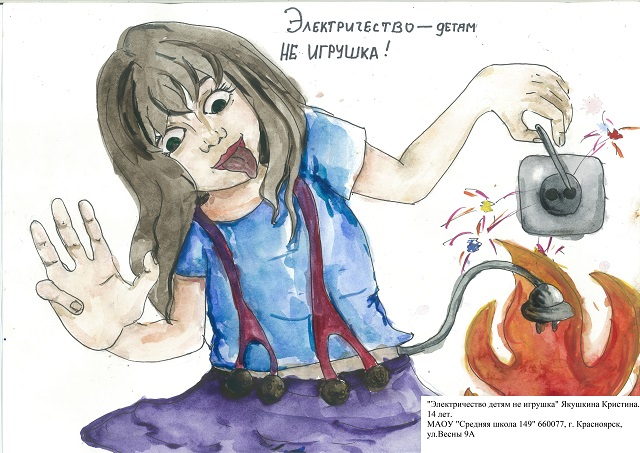 Электричество — детям
не игрушка!
"Электричество детям не игрушка" Якушкина Кристина.
14 лет.
МАОУ "Средняя школа 149" 660077, г. Красноярск,
ул.Весны 9А